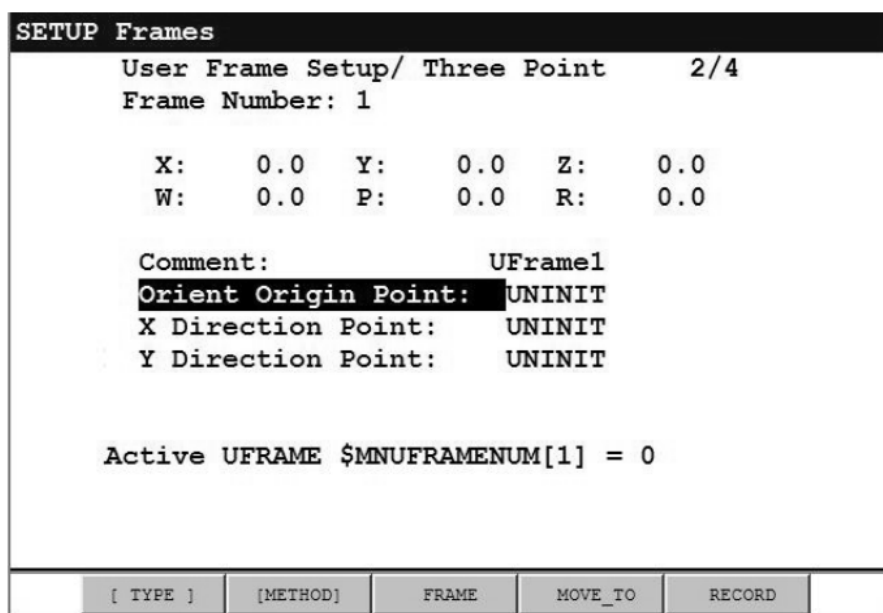 SETUP Frames
User Frame Setup/ Three Point 2/4
Frame Number: 1
X: 0.0 Y: 0.0 Z: 0.0
W: 0.0 P: 0.0 R: 0.0
Comment: UFrame1
Orient Origin Point: UNINIT
X Direction Point: UNINIT
Y Direction Point: UNINIT
Active UFRAME $MNUFRAMENUM[1] = 0
[ TYPE ] [METHOD] FRAME MOVE_TO RECORD